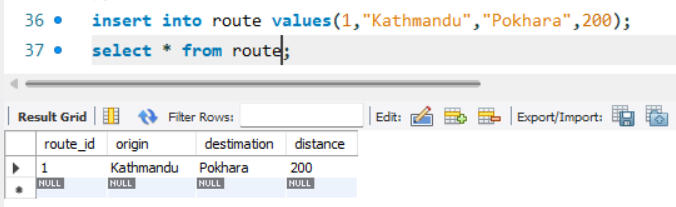 36 insert into route values(1,"Kathmandu","Pokhara",200);
37 select * from route;
Result Grid Filter Rows: Edit: Export/Import:
route_id origin destimation distance
1 Kathmandu Pokhara 200
NULL NULL NULL NULL